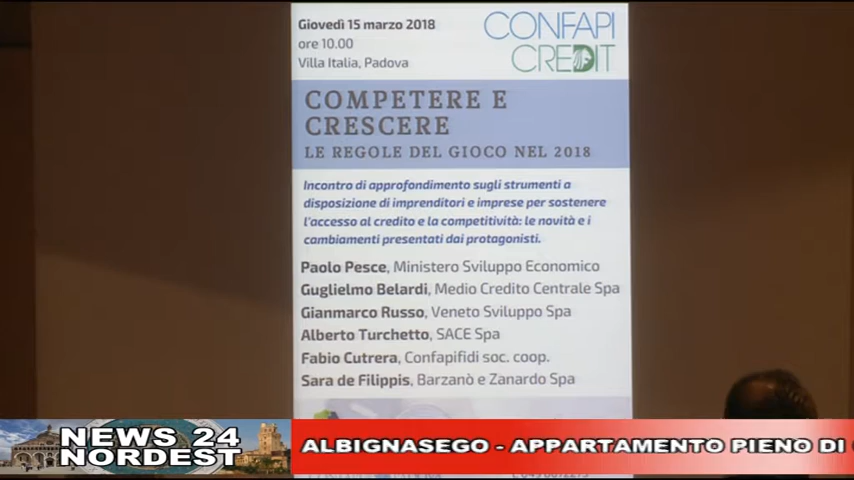 Giovedì 15 marzo 2018
ore 10.00
Villa Italia, Padova
CONFAPI
CREDIT
COMPETERE E
CRESCERE
LE REGOLE DEL GIOCO NEL 2018
Incontro di approfondimento sugli strumenti a
disposizione di imprenditori e imprese per sostenere
l'accesso al credito e la competitività: le novità e i
cambiamenti presentati dai protagonisti.
Paolo Pesce, Ministero Sviluppo Economico
Guglielmo Belardi, Medio Credito Centrale Spa
Gianmarco Russo, Veneto Sviluppo Spa
Alberto Turchetto, SACE Spa
Fabio Cutrera, Confapifidi soc. coop.
Sara de Filippis, Barzanò e Zanardo Spa
NEWS 24
NORDEST
ALBIGNASEGO - APPARTAMENTO PIENO DI